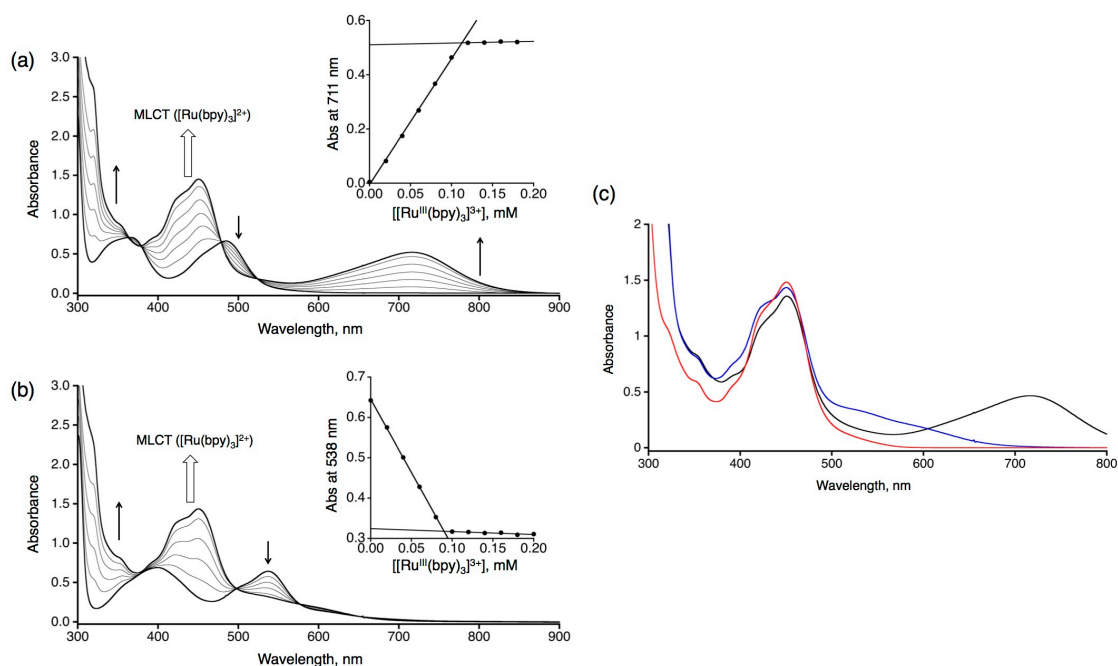 (a)
3.0
2.5
2.0
1.5
1.0
0.5
0.0
Absorbance
300 400 500 600 700 800 900
Wavelength, nm
MLCT ([Ru(bpy)₃]²⁺)
0.6
0.4
0.2
0.0
Abs at 711 nm
0.00 0.05 0.10 0.15 0.20
[[Ruᴵᴵᴵ(bpy)₃]³⁺], mM
(b)
3.0
2.5
2.0
1.5
1.0
0.5
0.0
Absorbance
300 400 500 600 700 800 900
Wavelength, nm
MLCT ([Ru(bpy)₃]²⁺)
0.7
0.6
0.5
0.4
0.3
Abs at 538 nm
0.00 0.05 0.10 0.15 0.20
[[Ruᴵᴵᴵ(bpy)₃]³⁺], mM
(c)
2
1.5
1
0.5
0
Absorbance
300 400 500 600 700 800
Wavelength, nm